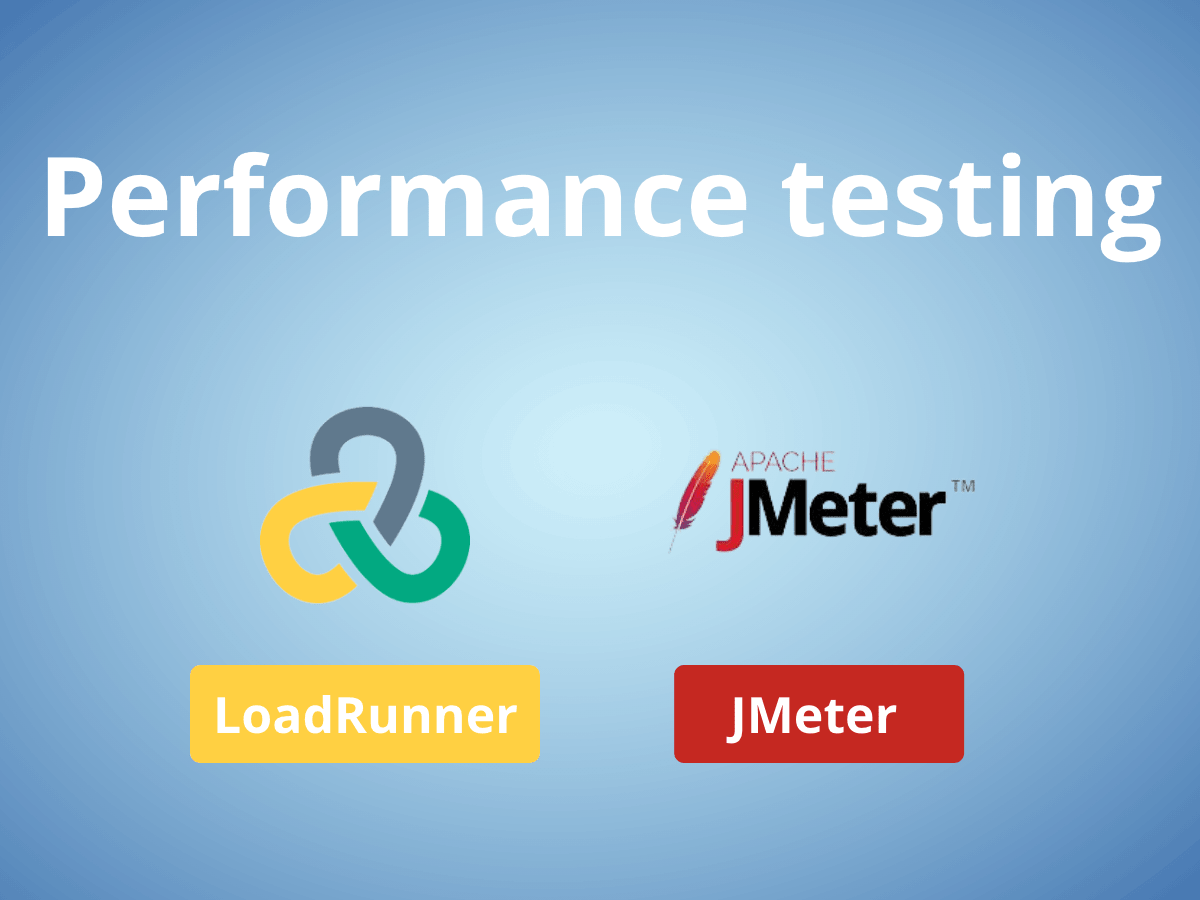 Performance testing
APACHE
JMeter™
LoadRunner
JMeter